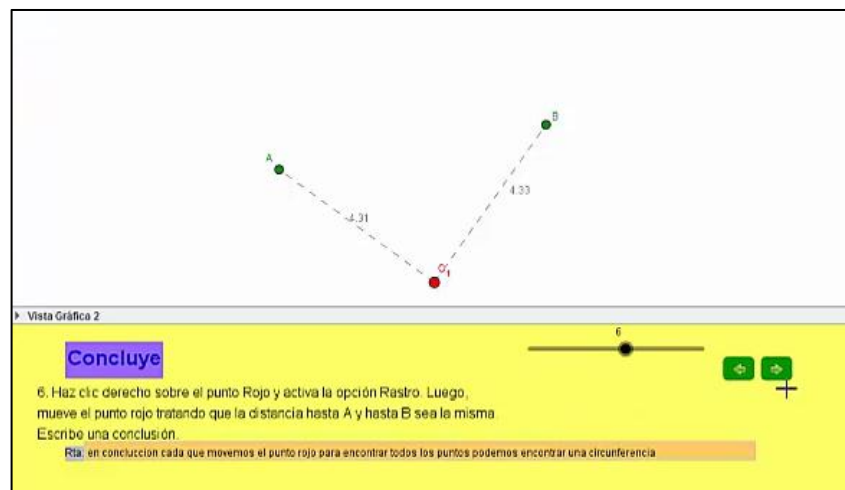 B
A
4.33
4.31
O'1
Vista Gráfica 2
6
Concluye
6. Haz clic derecho sobre el punto Rojo y activa la opción Rastro. Luego,
mueve el punto rojo tratando que la distancia hasta A y hasta B sea la misma.
Escribe una conclusión.
Rta: en concluccion cada que movemos el punto rojo para encontrar todos los puntos podemos encontrar una circunferencia